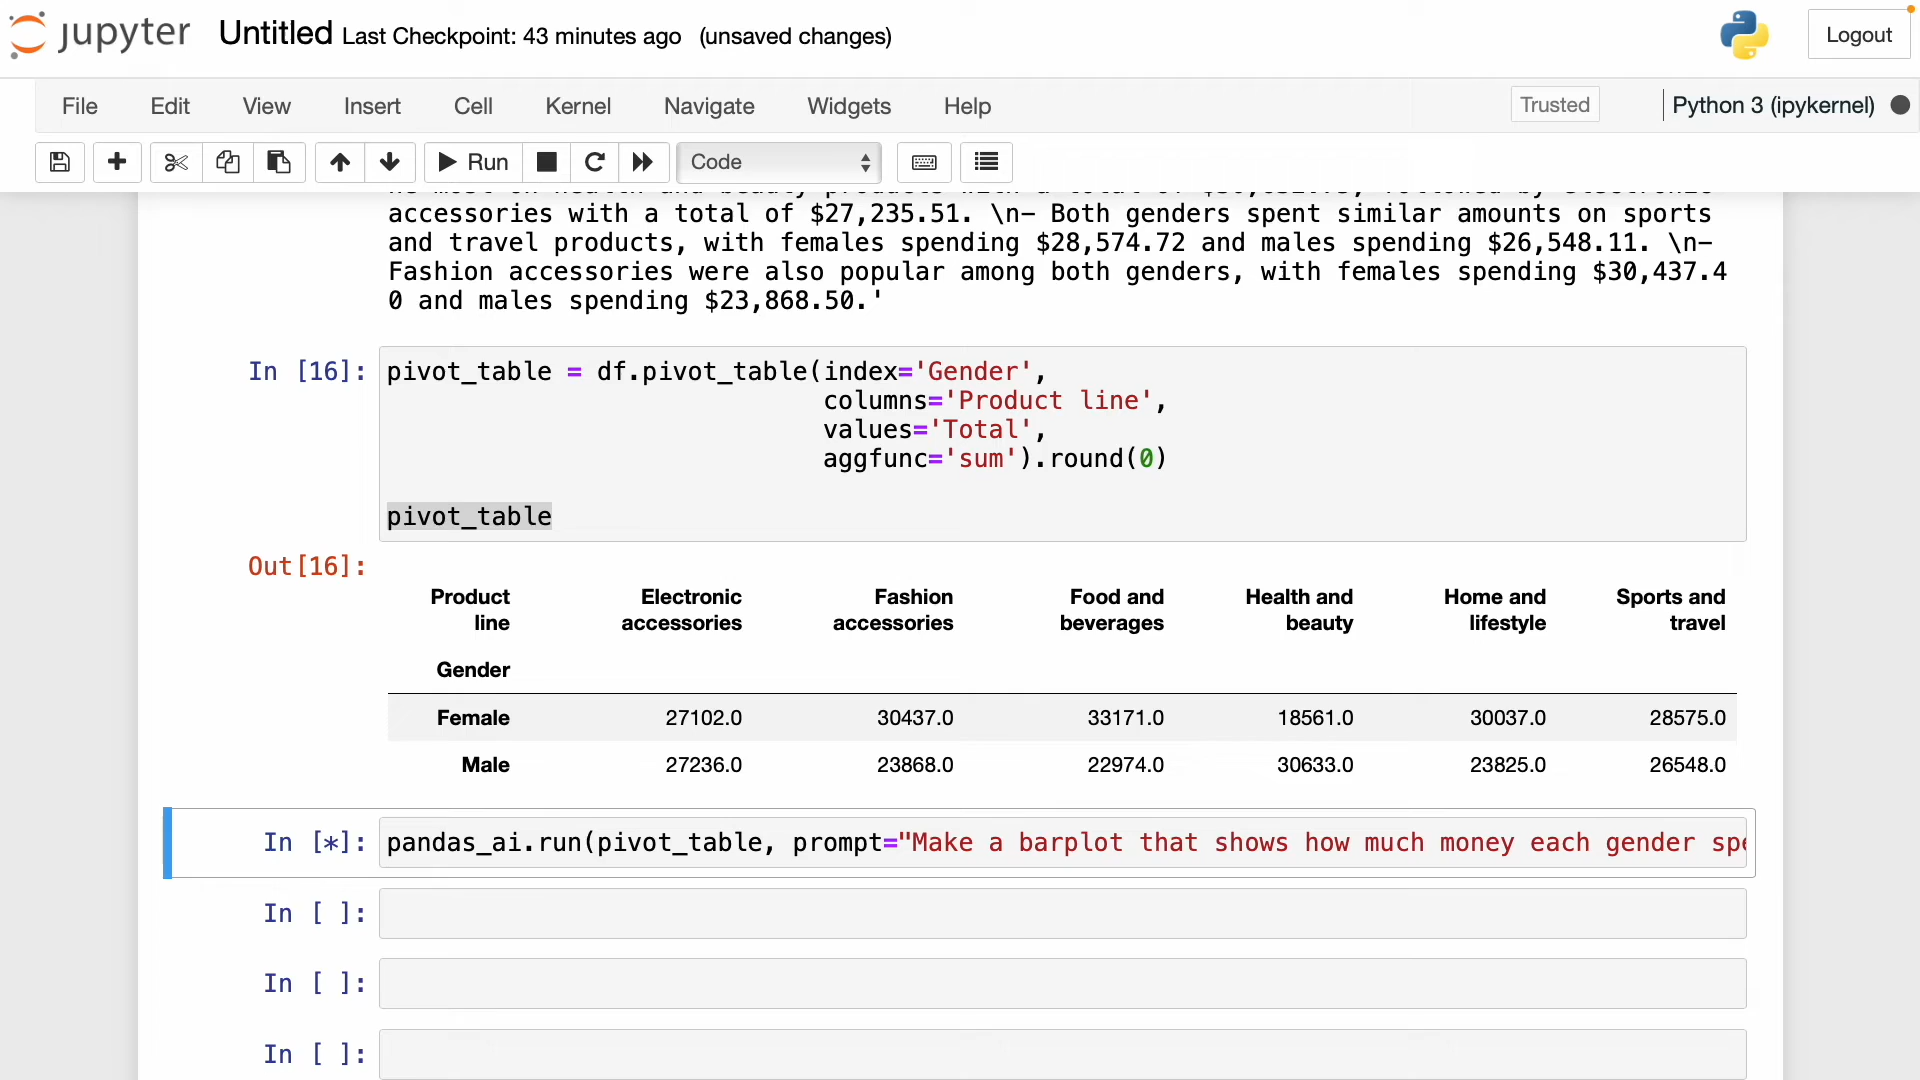 jupyter Untitled Last Checkpoint: 43 minutes ago (unsaved changes) Logout
File Edit View Insert Cell Kernel Navigate Widgets Help Trusted Python 3 (ipykernel)
Run Code
accessories with a total of $27,235.51. \n- Both genders spent similar amounts on sports
and travel products, with females spending $28,574.72 and males spending $26,548.11. \n-
Fashion accessories were also popular among both genders, with females spending $30,437.4
0 and males spending $23,868.50.'
In [16]: pivot_table = df.pivot_table(index='Gender',
columns='Product line',
values='Total',
aggfunc='sum').round(0)
pivot_table
Out[16]:
Product Electronic Fashion Food and Health and Home and Sports and
line accessories accessories beverages beauty lifestyle travel
Gender
Female 27102.0 30437.0 33171.0 18561.0 30037.0 28575.0
Male 27236.0 23868.0 22974.0 30633.0 23825.0 26548.0
In [*]: pandas_ai.run(pivot_table, prompt="Make a barplot that shows how much money each gender spe
In [ ]:
In [ ]:
In [ ]: